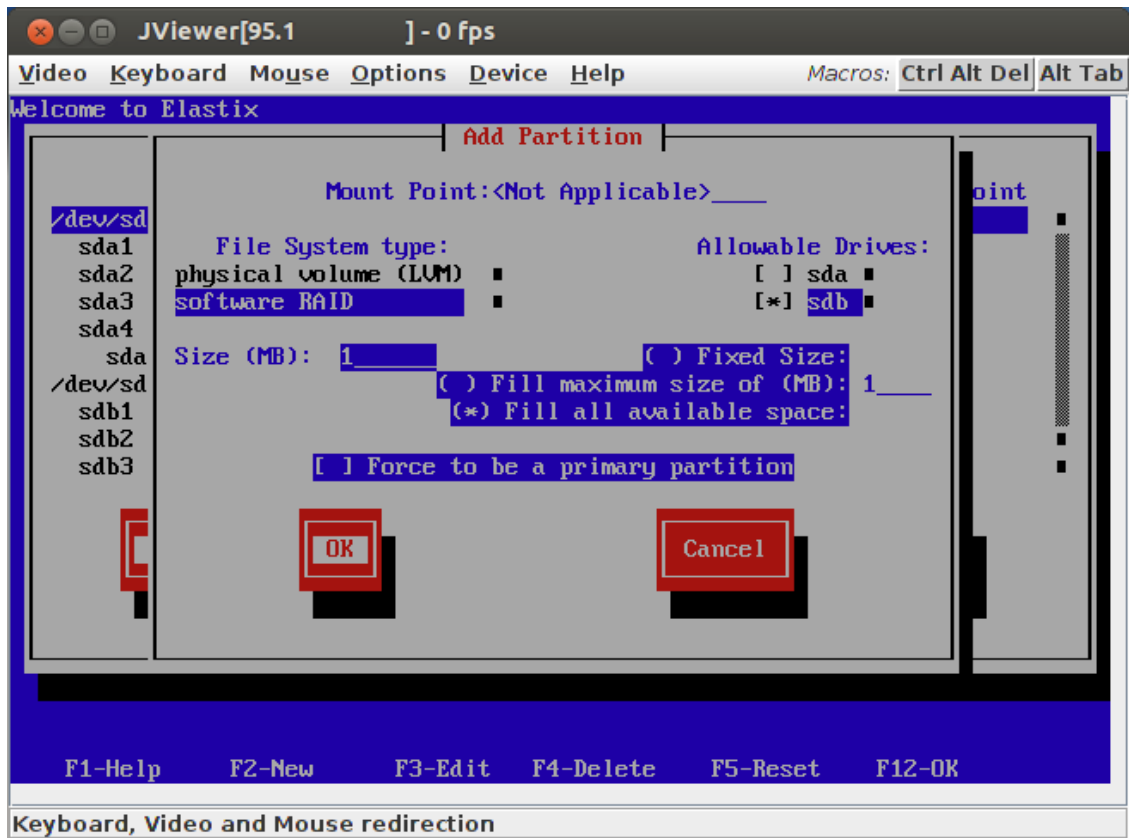 JViewer[95.1 ] - 0 fps
Video Keyboard Mouse Options Device Help Macros: Ctrl Alt Del Alt Tab
Welcome to Elastix
Add Partition
Mount Point:<Not Applicable>____ oint
/dev/sd
sda1 File System type: Allowable Drives:
sda2 physical volume (LVM) [ ] sda
sda3 software RAID [*] sdb
sda4
sda Size (MB): 1______ ( ) Fixed Size:
/dev/sd ( ) Fill maximum size of (MB): 1____
sdb1 (*) Fill all available space:
sdb2
sdb3 [ ] Force to be a primary partition
OK Cancel
F1-Help F2-New F3-Edit F4-Delete F5-Reset F12-OK
Keyboard, Video and Mouse redirection